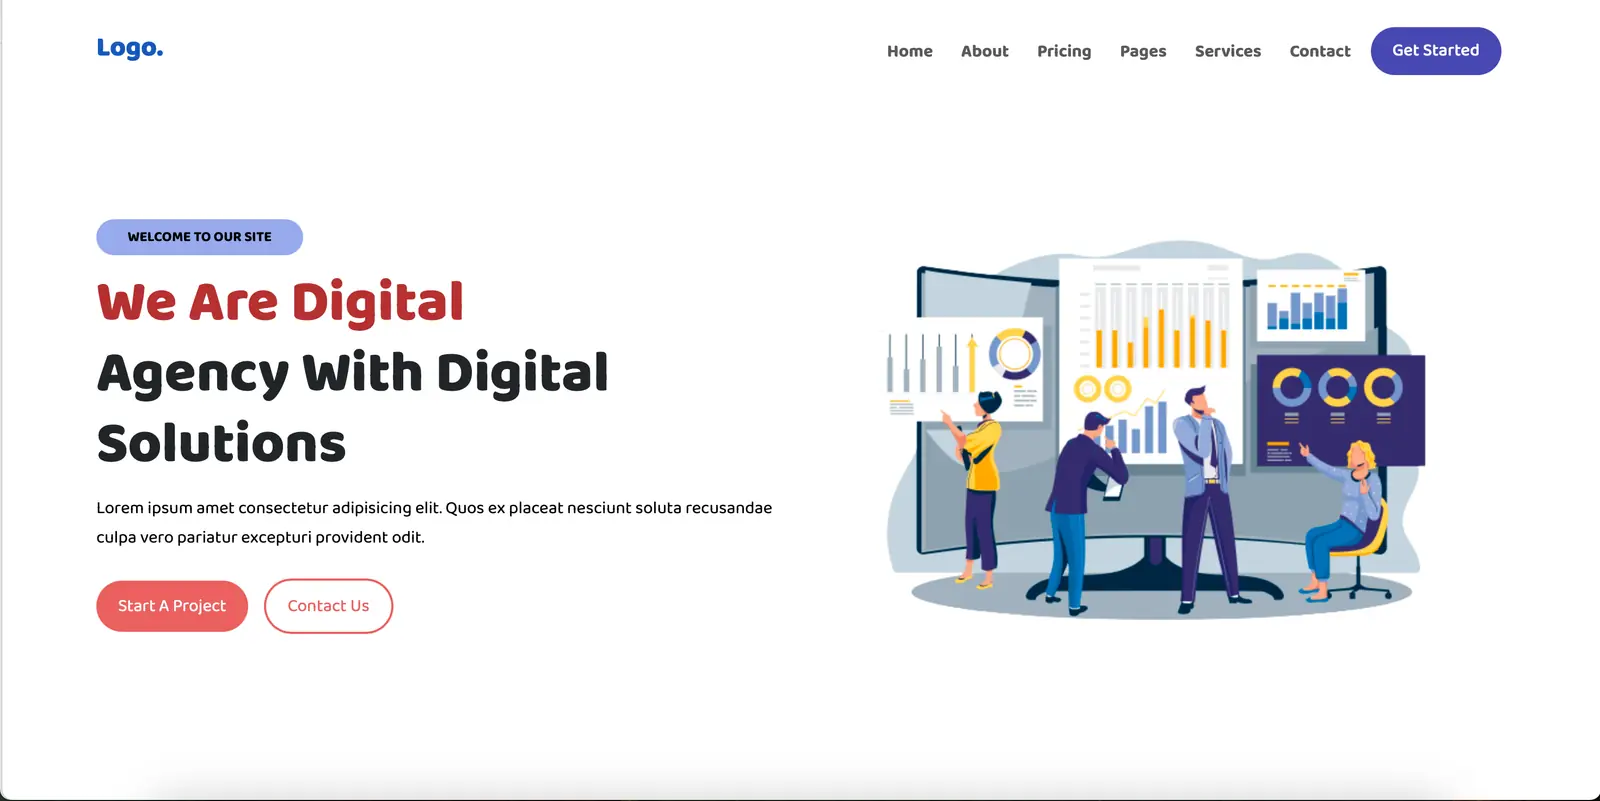 Logo.
Home About Pricing Pages Services Contact Get Started
WELCOME TO OUR SITE
We Are Digital
Agency With Digital
Solutions
Lorem ipsum amet consectetur adipisicing elit. Quos ex placeat nesciunt soluta recusandae
culpa vero pariatur excepturi provident odit.
Start A Project Contact Us